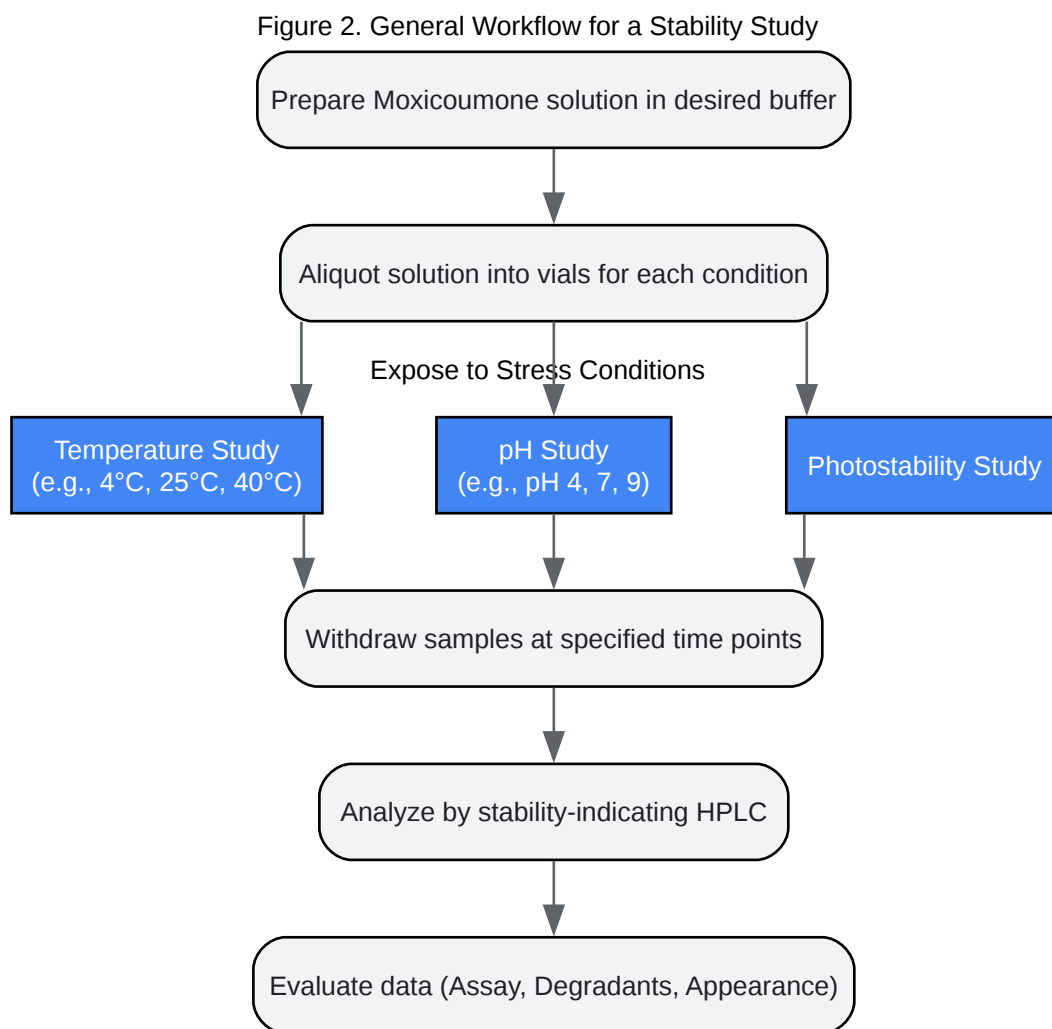 Figure 2. General Workflow for a Stability Study
Prepare Moxicoumone solution in desired buffer
Aliquot solution into vials for each condition
Expose to Stress Conditions
Temperature Study
(e.g., 4°C, 25°C, 40°C)
pH Study
(e.g., pH 4, 7, 9)
Photostability Study
Withdraw samples at specified time points
Analyze by stability-indicating HPLC
Evaluate data (Assay, Degradants, Appearance)